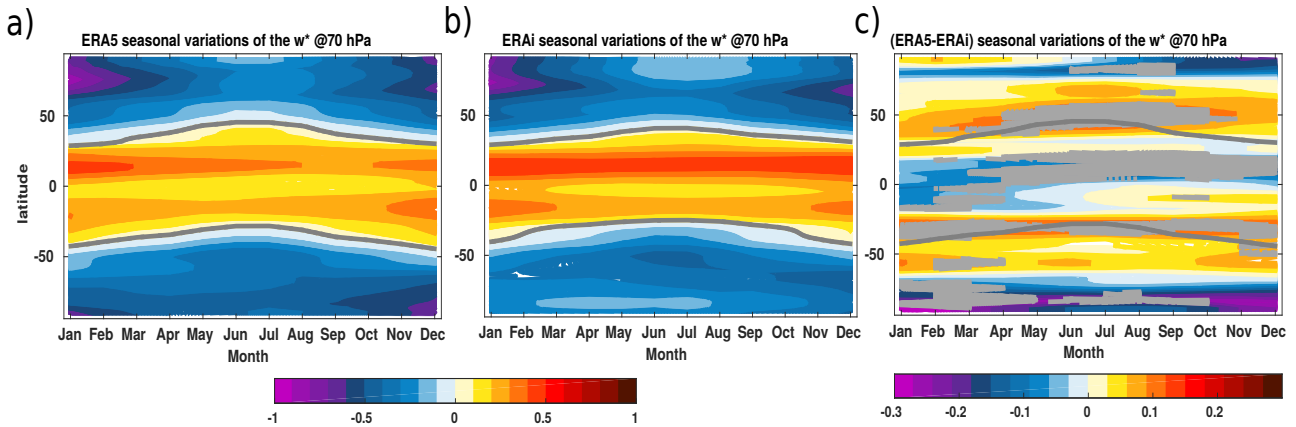 a)
ERA5 seasonal variations of the w* @70 hPa
latitude
50
0
-50
Jan Feb Mar Apr May Jun Jul Aug Sep Oct Nov Dec
Month
b)
ERAi seasonal variations of the w* @70 hPa
50
0
-50
Jan Feb Mar Apr May Jun Jul Aug Sep Oct Nov Dec
Month
-1 -0.5 0 0.5 1
c)
(ERA5-ERAi) seasonal variations of the w* @70 hPa
50
0
-50
Jan Feb Mar Apr May Jun Jul Aug Sep Oct Nov Dec
Month
-0.3 -0.2 -0.1 0 0.1 0.2